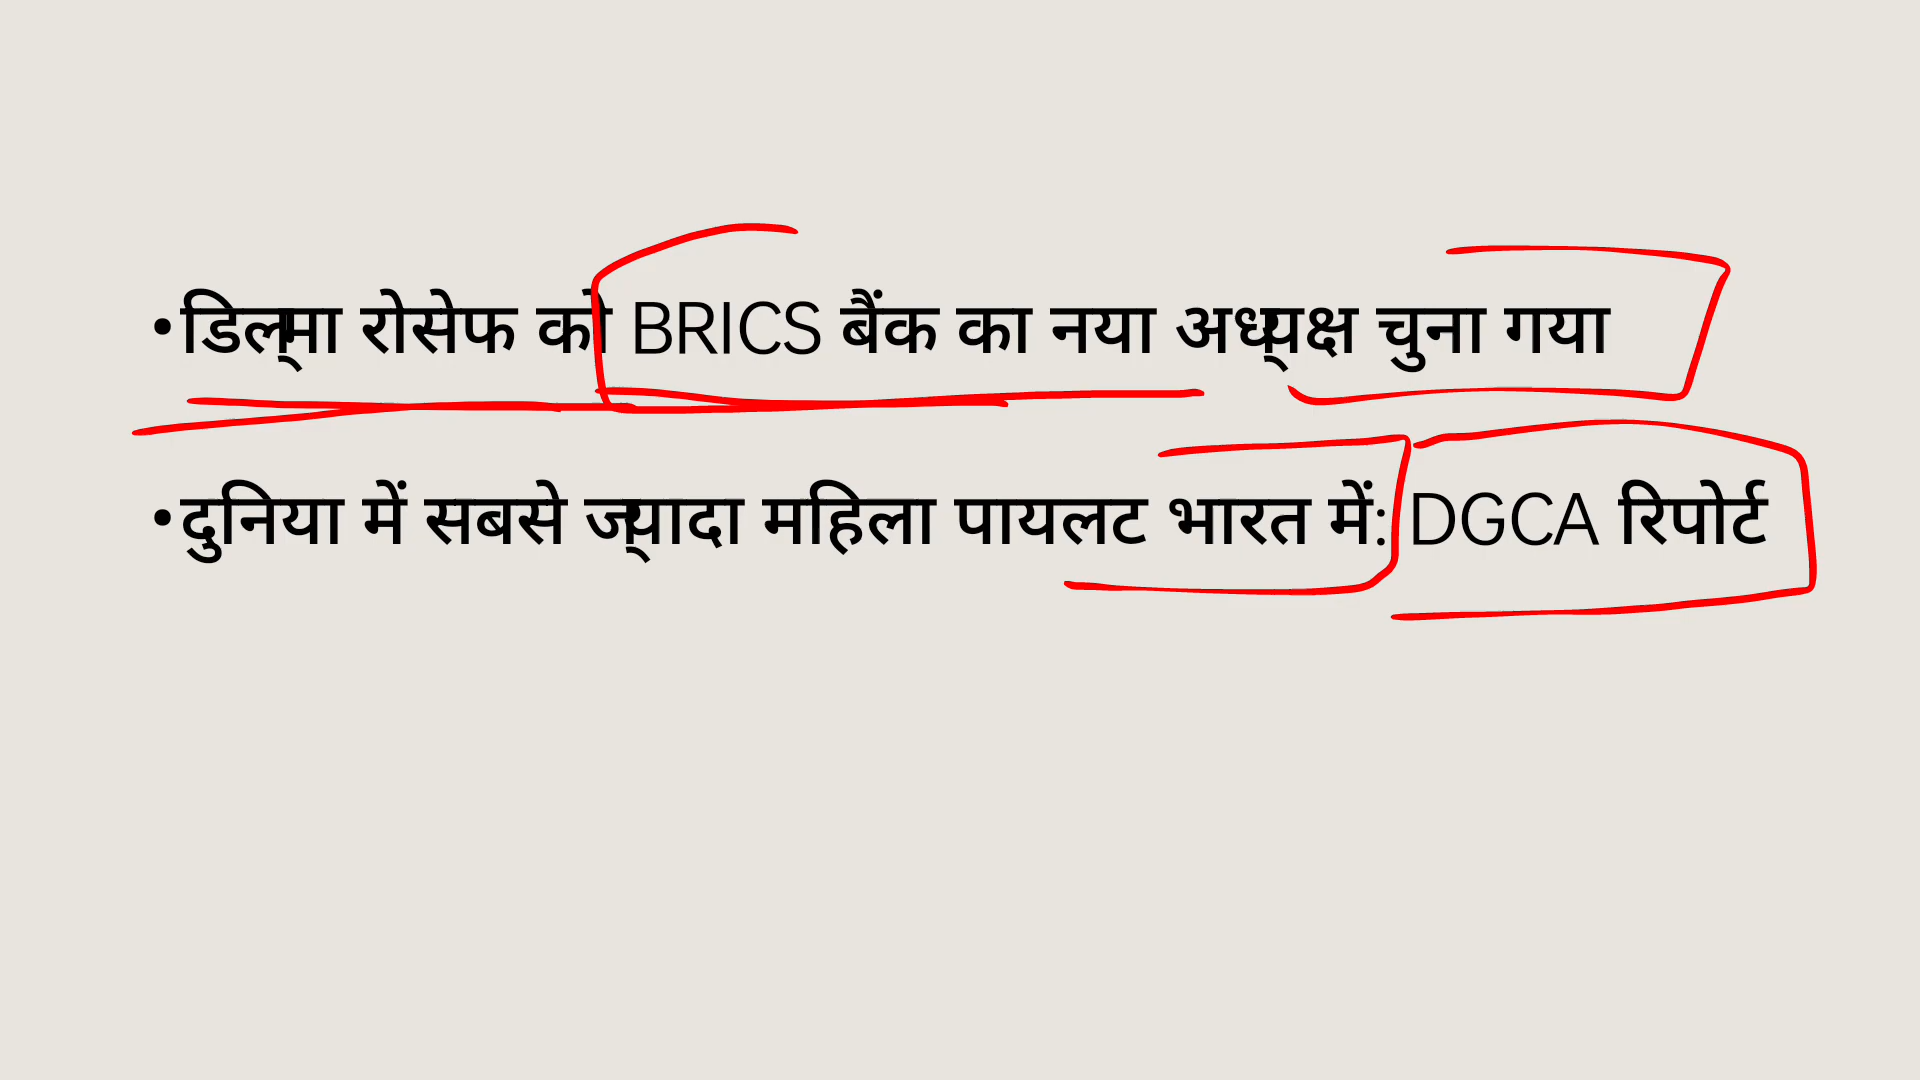 •डिल्मा रोसेफ को BRICS बैंक का नया अध्यक्ष चुना गया
•दुनिया में सबसे ज्यादा महिला पायलट भारत में: DGCA रिपोर्ट